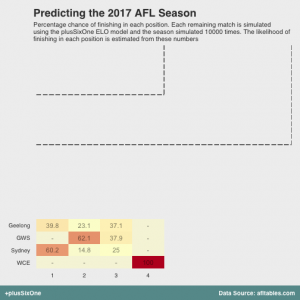 Predicting the 2017 AFL Season
Percentage chance of finishing in each position. Each remaining match is simulated
using the plusSixOne ELO model and the season simulated 10000 times. The likelihood of
finishing in each position is estimated from these numbers
Geelong 39.8 23.1 37.1 -
GWS - 62.1 37.9 -
Sydney 60.2 14.8 25 -
WCE - - - 100
1 2 3 4
+plusSixOne Data Source: afltables.com